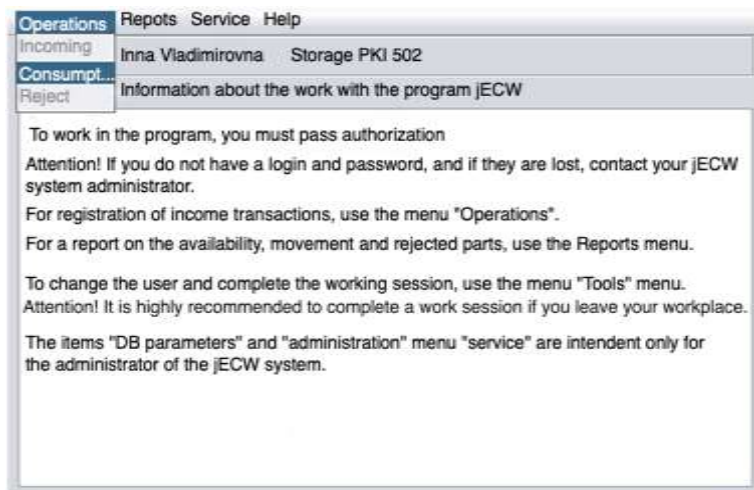 Operations Repots Service Help
Incoming
Inna Vladimirovna Storage PKI 502
Consumpt...
Reject
Information about the work with the program jECW
To work in the program, you must pass authorization
Attention! If you do not have a login and password, and if they are lost, contact your jECW
system administrator.
For registration of income transactions, use the menu "Operations".
For a report on the availability, movement and rejected parts, use the Reports menu.
To change the user and complete the working session, use the menu "Tools" menu.
Attention! It is highly recommended to complete a work session if you leave your workplace.
The items "DB parameters" and "administration" menu "service" are intendent only for
the administrator of the jECW system.